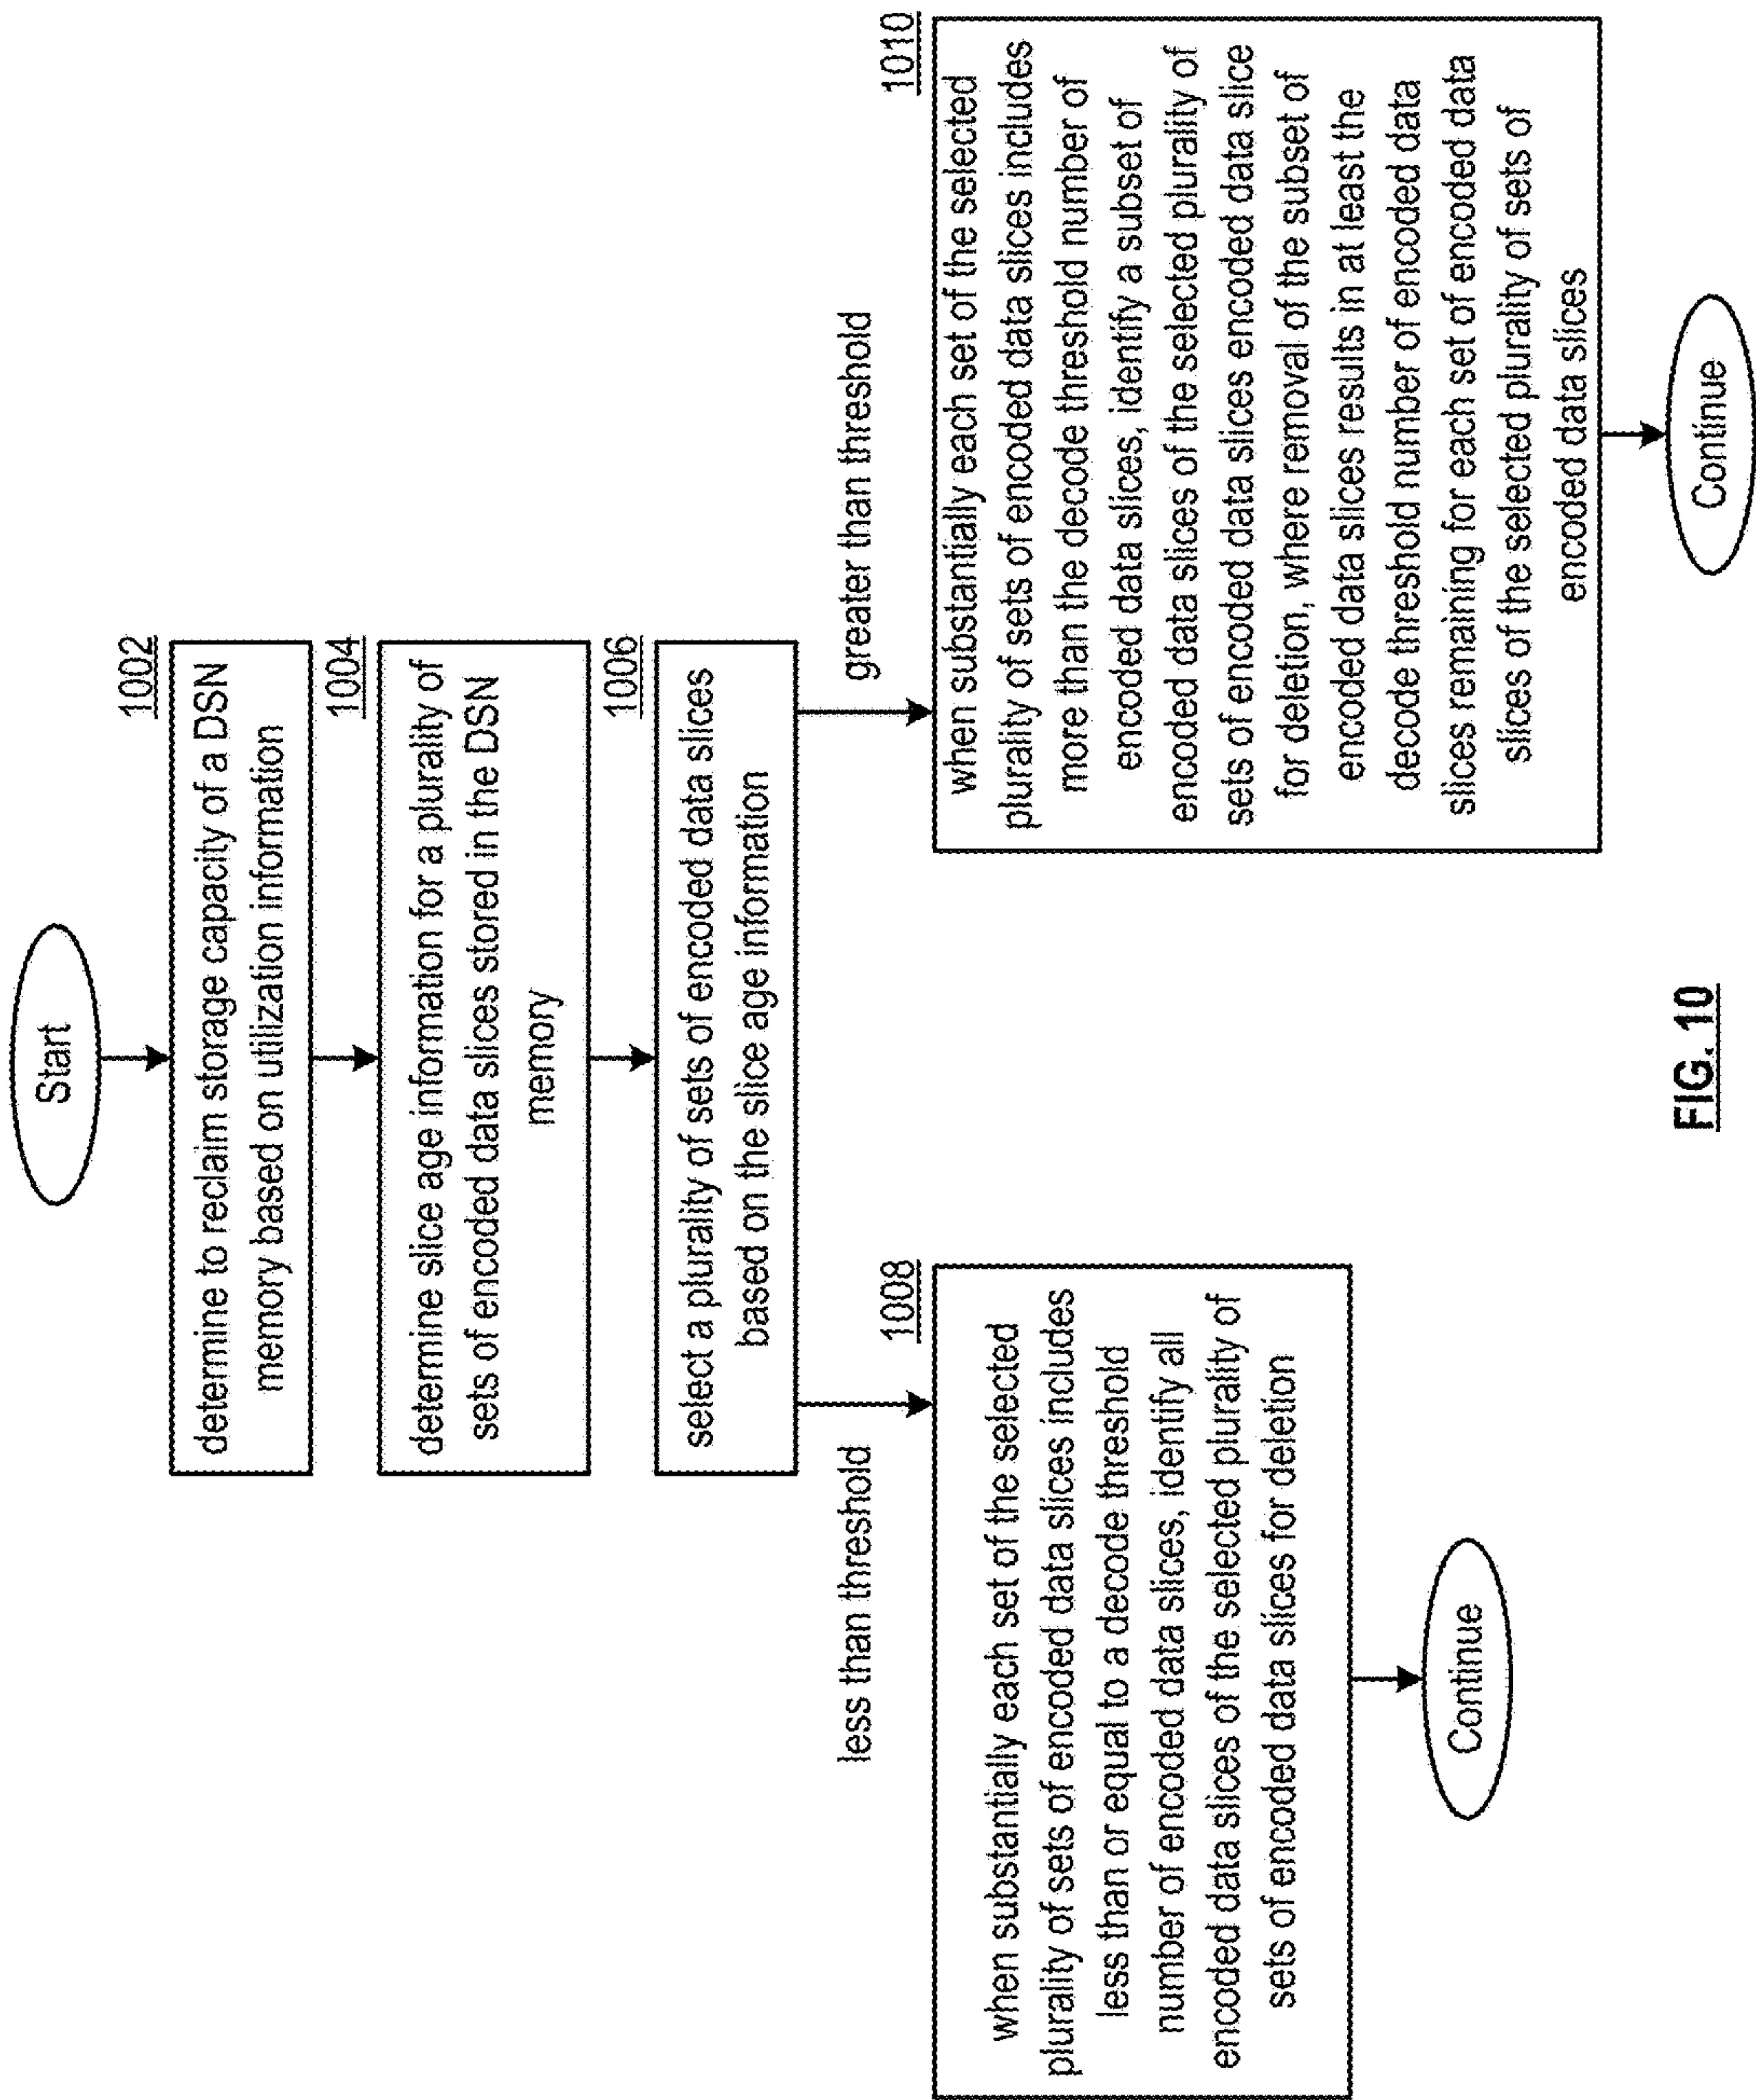 Start
1002
determine to reclaim storage capacity of a DSN
memory based on utilization information
1004
determine slice age information for a plurality of
sets of encoded data slices stored in the DSN
memory
1006
select a plurality of sets of encoded data slices
based on the slice age information
less than threshold
greater than threshold
1008
when substantially each set of the selected
plurality of sets of encoded data slices includes
less than or equal to a decode threshold
number of encoded data slices, identify all
encoded data slices of the selected plurality of
sets of encoded data slices for deletion
Continue
1010
when substantially each set of the selected
plurality of sets of encoded data slices includes
more than the decode threshold number of
encoded data slices, identify a subset of
encoded data slices of the selected plurality of
sets of encoded data slices encoded data slice
for deletion, where removal of the subset of
encoded data slices results in at least the
decode threshold number of encoded data
slices remaining for each set of encoded data
slices of the selected plurality of sets of
encoded data slices
Continue
FIG. 10